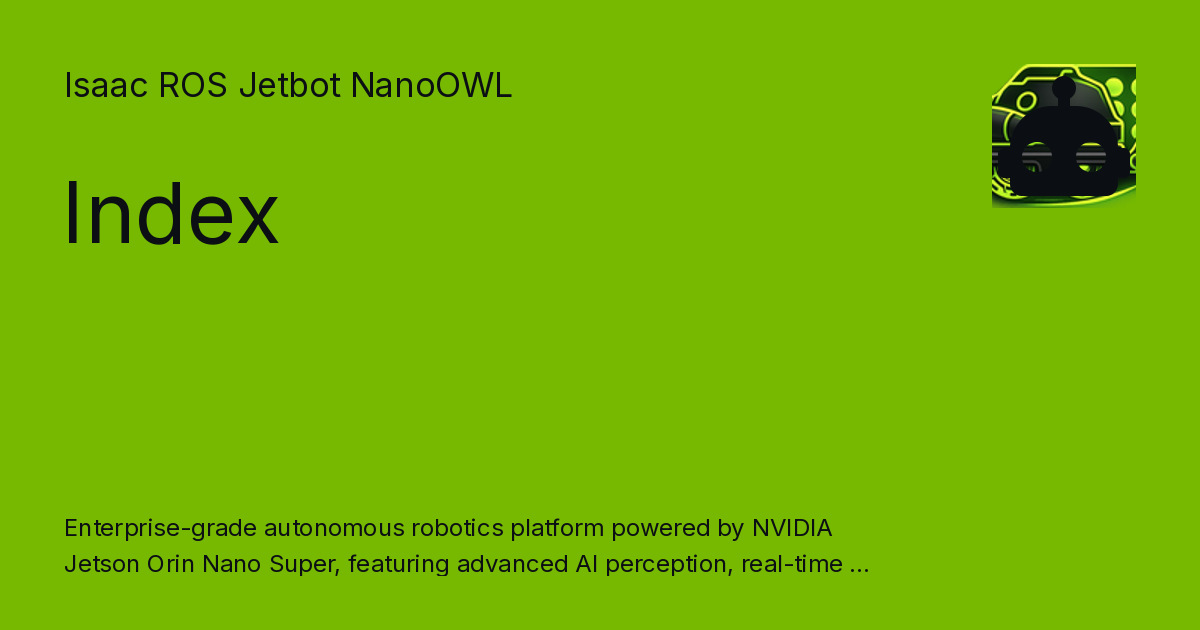 Isaac ROS Jetbot NanoOWL
Index
Enterprise-grade autonomous robotics platform powered by NVIDIA
Jetson Orin Nano Super, featuring advanced AI perception, real-time ...